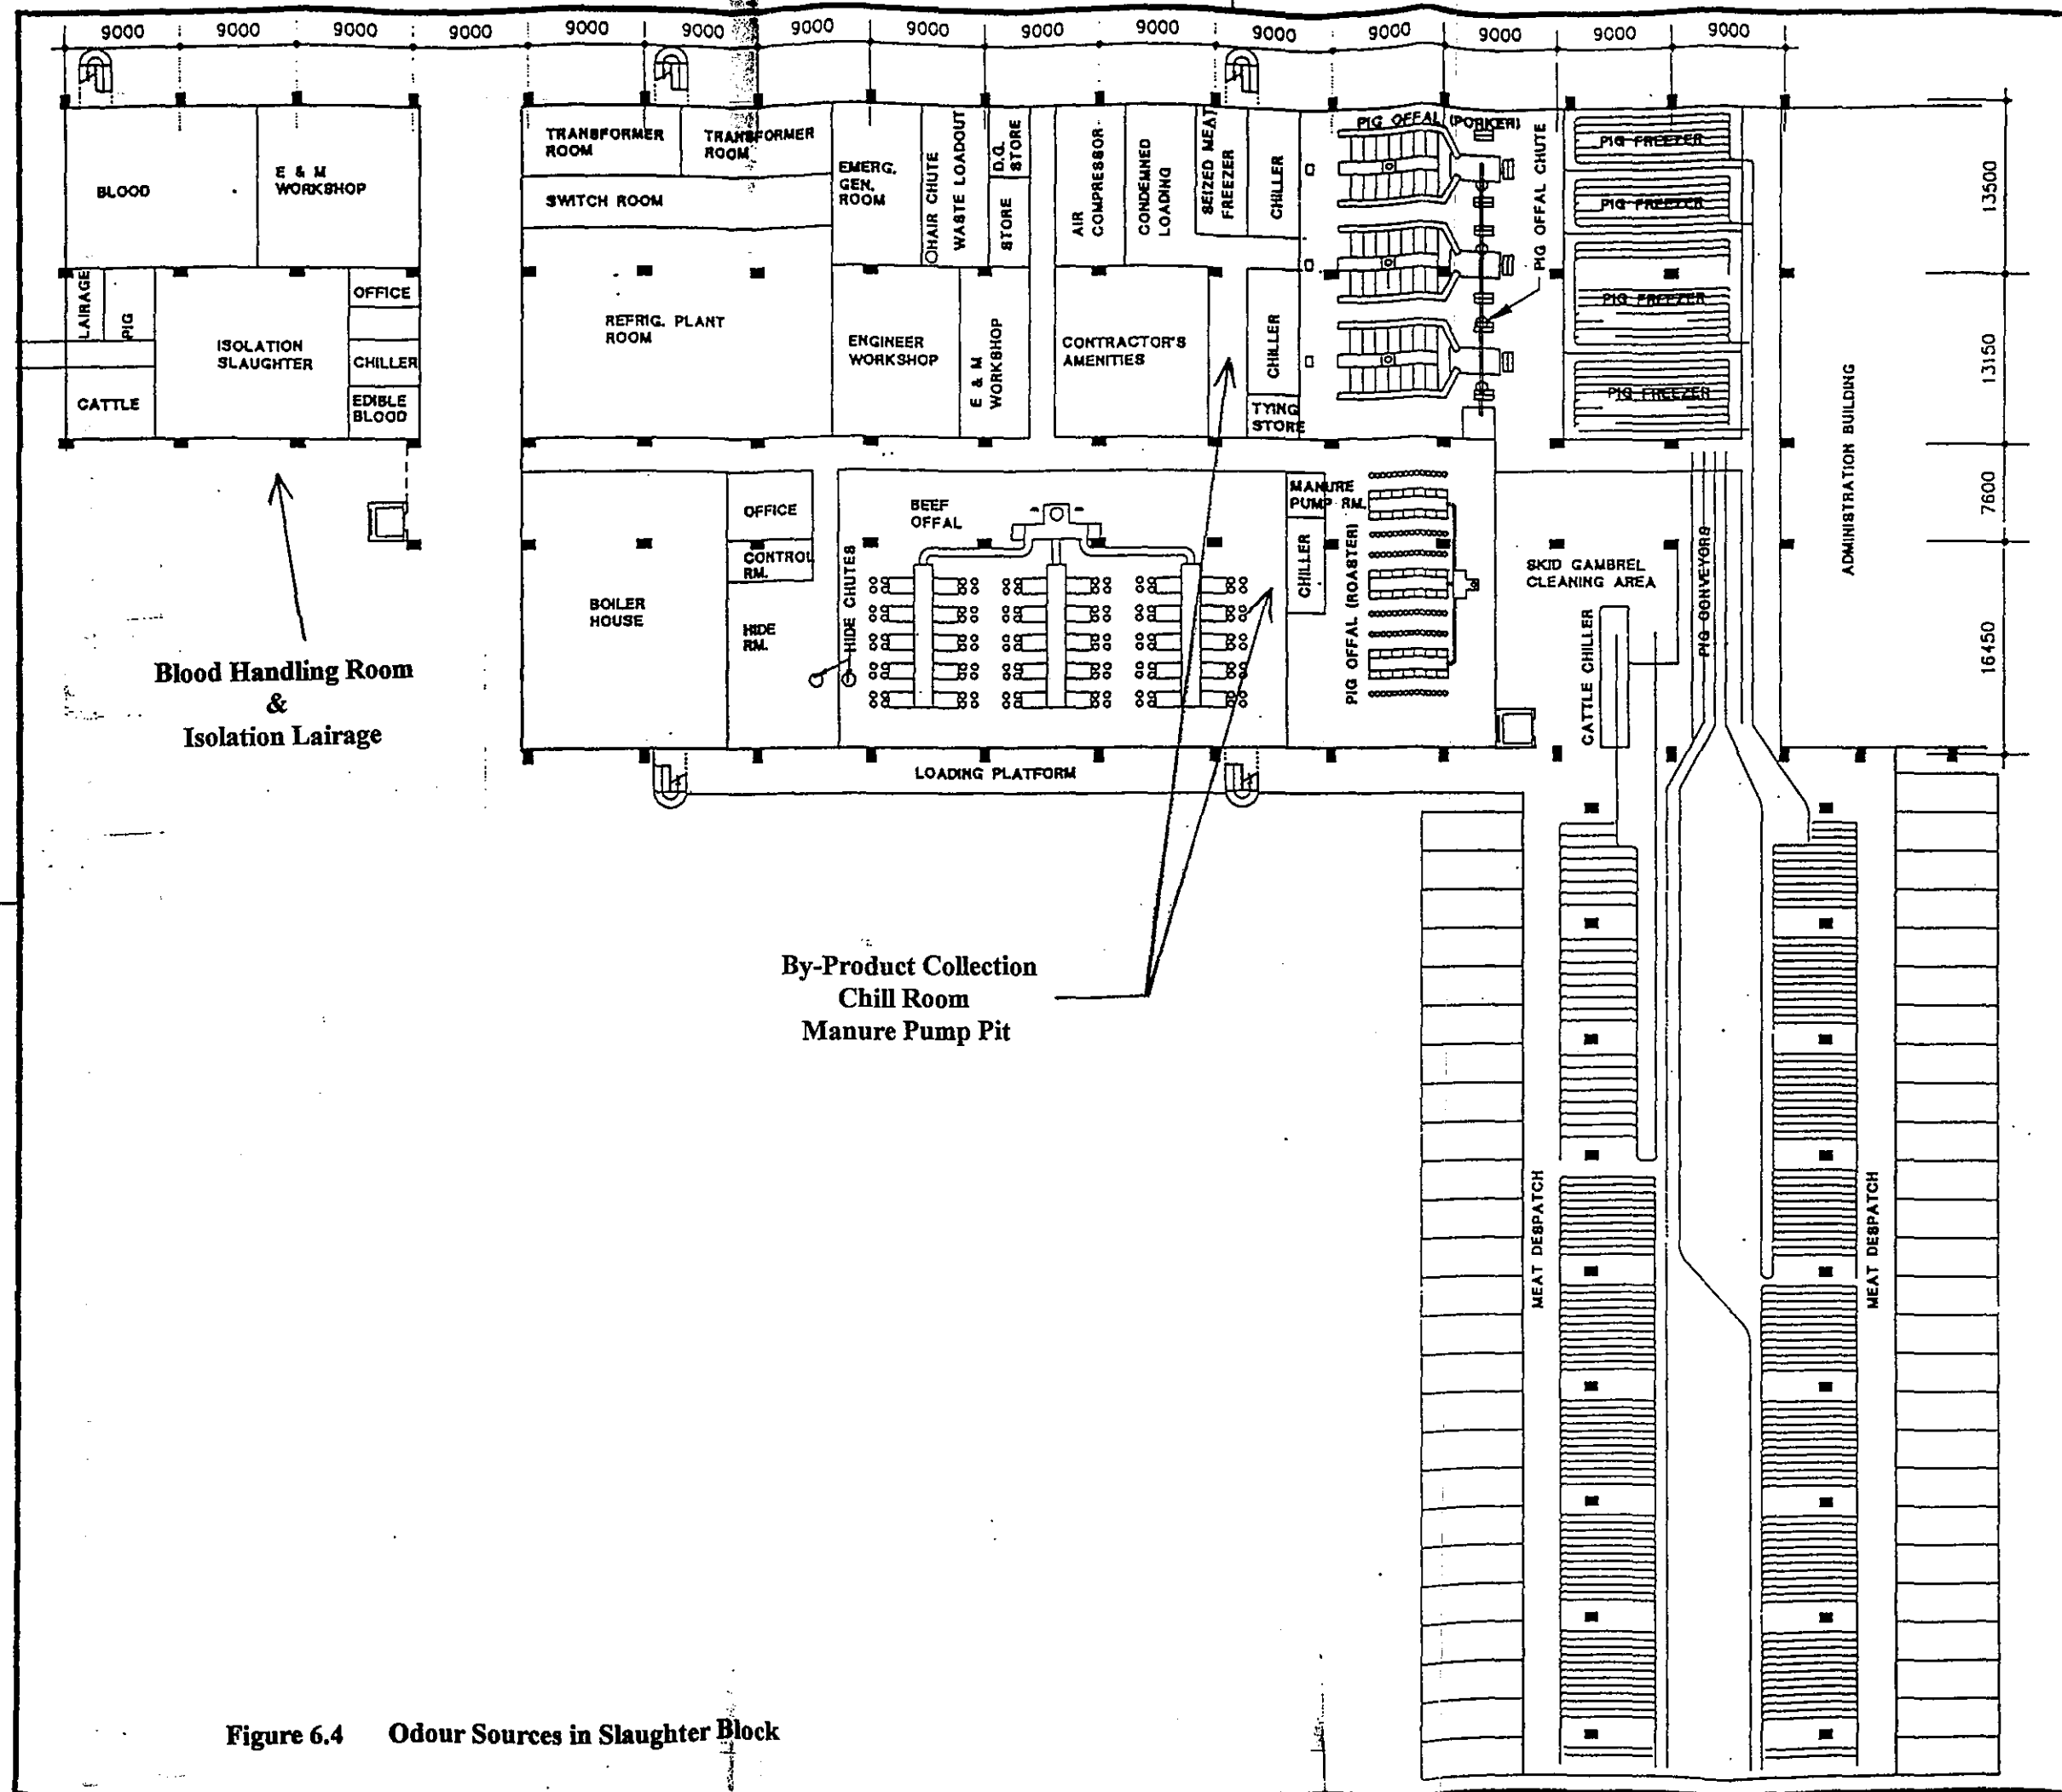 9000 9000 9000 9000 9000 9000 9000 9000 9000 9000 9000 9000 9000 9000 9000
BLOOD
E & M
WORKSHOP
TRANSFORMER
ROOM
TRANSFORMER
ROOM
SWITCH ROOM
EMERG.
GEN.
ROOM
HAIR CHUTE
WASTE LOADOUT
D.G.
STORE
STORE
AIR
COMPRESSOR
CONDEMNED
LOADING
SEIZED MEAT
FREEZER
CHILLER
PIG OFFAL (PORKER)
PIG OFFAL CHUTE
PIG FREEZER
PIG FREEZER
PIG FREEZER
PIG FREEZER
13500
13150
7600
16450
LAIRAGE
PIG
CATTLE
ISOLATION
SLAUGHTER
OFFICE
CHILLER
EDIBLE
BLOOD
REFRIG. PLANT
ROOM
ENGINEER
WORKSHOP
E & M
WORKSHOP
CONTRACTOR'S
AMENITIES
CHILLER
TYING
STORE
ADMINISTRATION BUILDING
BOILER
HOUSE
OFFICE
CONTROL
RM.
HIDE
RM.
HIDE CHUTES
BEEF
OFFAL
MANURE
PUMP RM.
CHILLER
PIG OFFAL (ROASTER)
SKID GAMBREL
CLEANING AREA
CATTLE CHILLER
PIG CONVEYORS
LOADING PLATFORM
Blood Handling Room
&
Isolation Lairage
By-Product Collection
Chill Room
Manure Pump Pit
MEAT DESPATCH
MEAT DESPATCH
Figure 6.4 Odour Sources in Slaughter Block